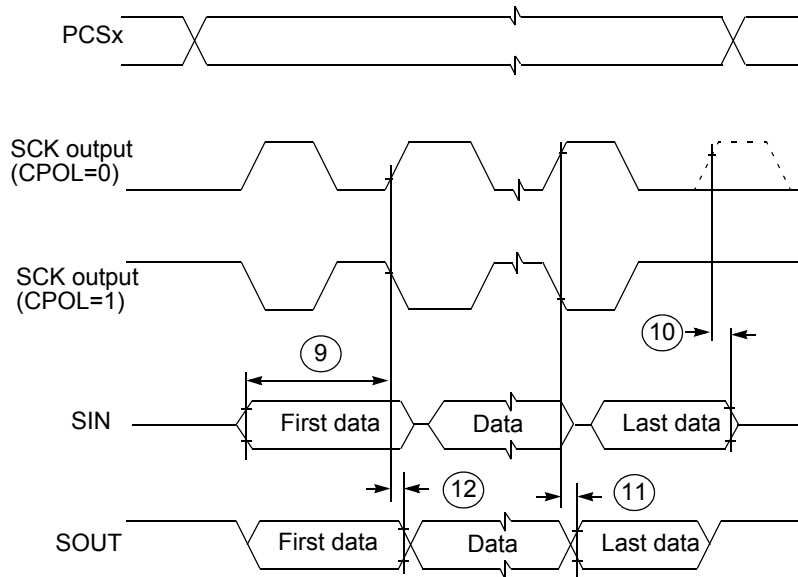 PCSx
SCK output
(CPOL=0)
SCK output
(CPOL=1)
9
10
SIN
First data
Data
Last data
12
11
SOUT
First data
Data
Last data